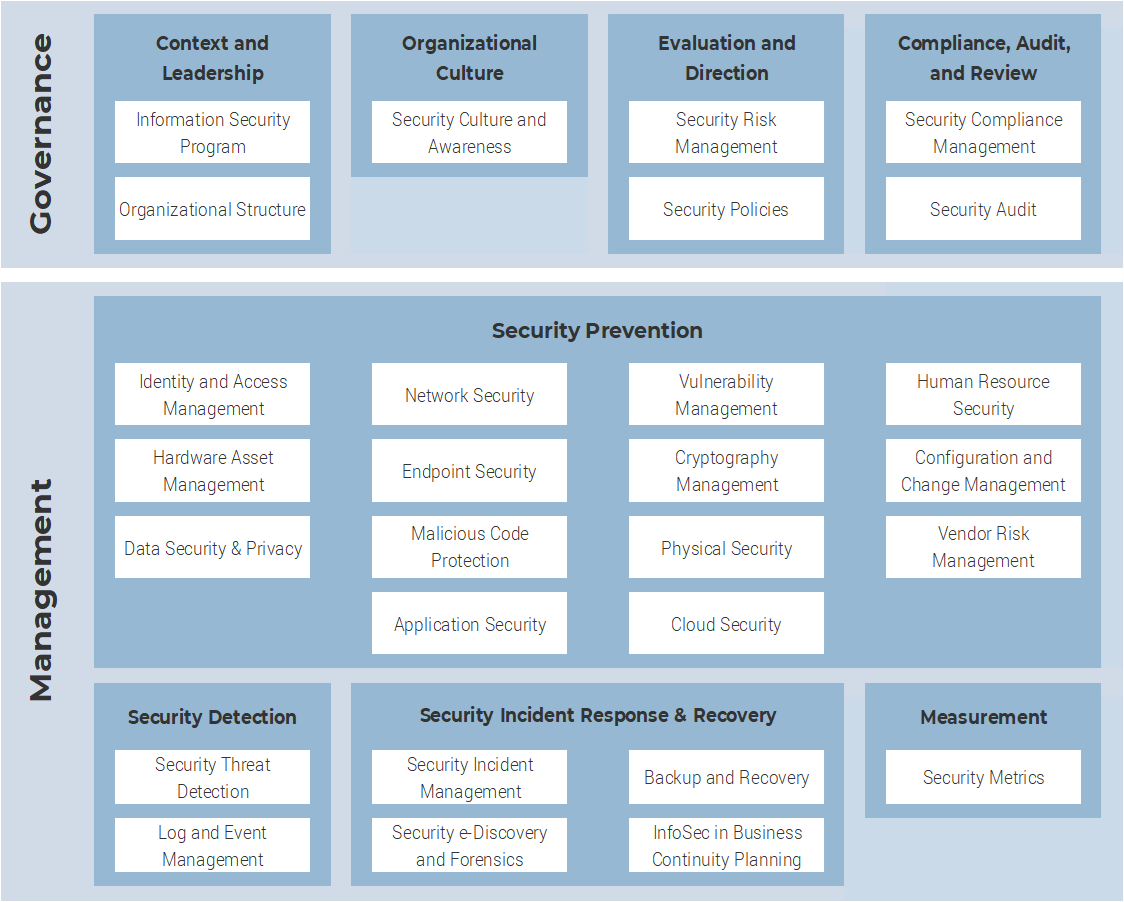 Governance
Context and
Leadership
Information Security
Program
Organizational Structure
Organizational
Culture
Security Culture and
Awareness
Evaluation and
Direction
Security Risk
Management
Security Policies
Compliance, Audit,
and Review
Security Compliance
Management
Security Audit
Management
Security Prevention
Identity and Access
Management
Hardware Asset
Management
Data Security & Privacy
Network Security
Endpoint Security
Malicious Code
Protection
Application Security
Vulnerability
Management
Cryptography
Management
Physical Security
Cloud Security
Human Resource
Security
Configuration and
Change Management
Vendor Risk
Management
Security Detection
Security Threat
Detection
Log and Event
Management
Security Incident Response & Recovery
Security Incident
Management
Security e-Discovery
and Forensics
Backup and Recovery
InfoSec in Business
Continuity Planning
Measurement
Security Metrics